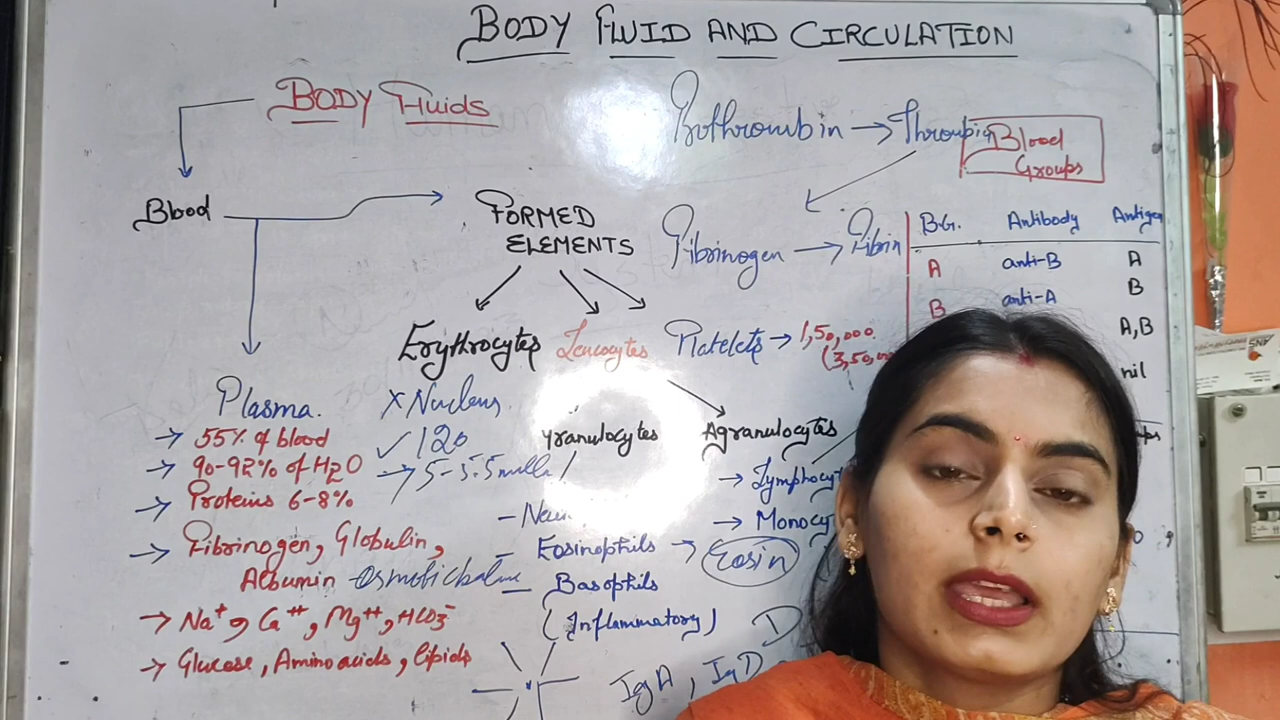 BODY FLUID AND CIRCULATION
BODY Fluids
Blood
FORMED
ELEMENTS
Erythrocytes
Leucocytes
Platelets → 1,50,000
Plasma.
→ 55% of blood
→ 90-92% of H2O
→ Proteins 6-8%
→ Fibrinogen, Globulin,
Albumin
→ Na⁺, Ca⁺⁺, Mg⁺⁺, HCO3⁻
→ Glucose, Amino acids, lipids
X Nucleus
✓ 120
→ 5-5.5
Granulocytes
Agranulocytes
- Eosinophils → Eosin
- Basophils
(Inflammatory)
IgA, IgD
Prothrombin → Thrombin
Fibrinogen → Fibrin
Blood
Groups
B.G. Antibody Antigen
A anti-B A
B anti-A B
A,B
nil